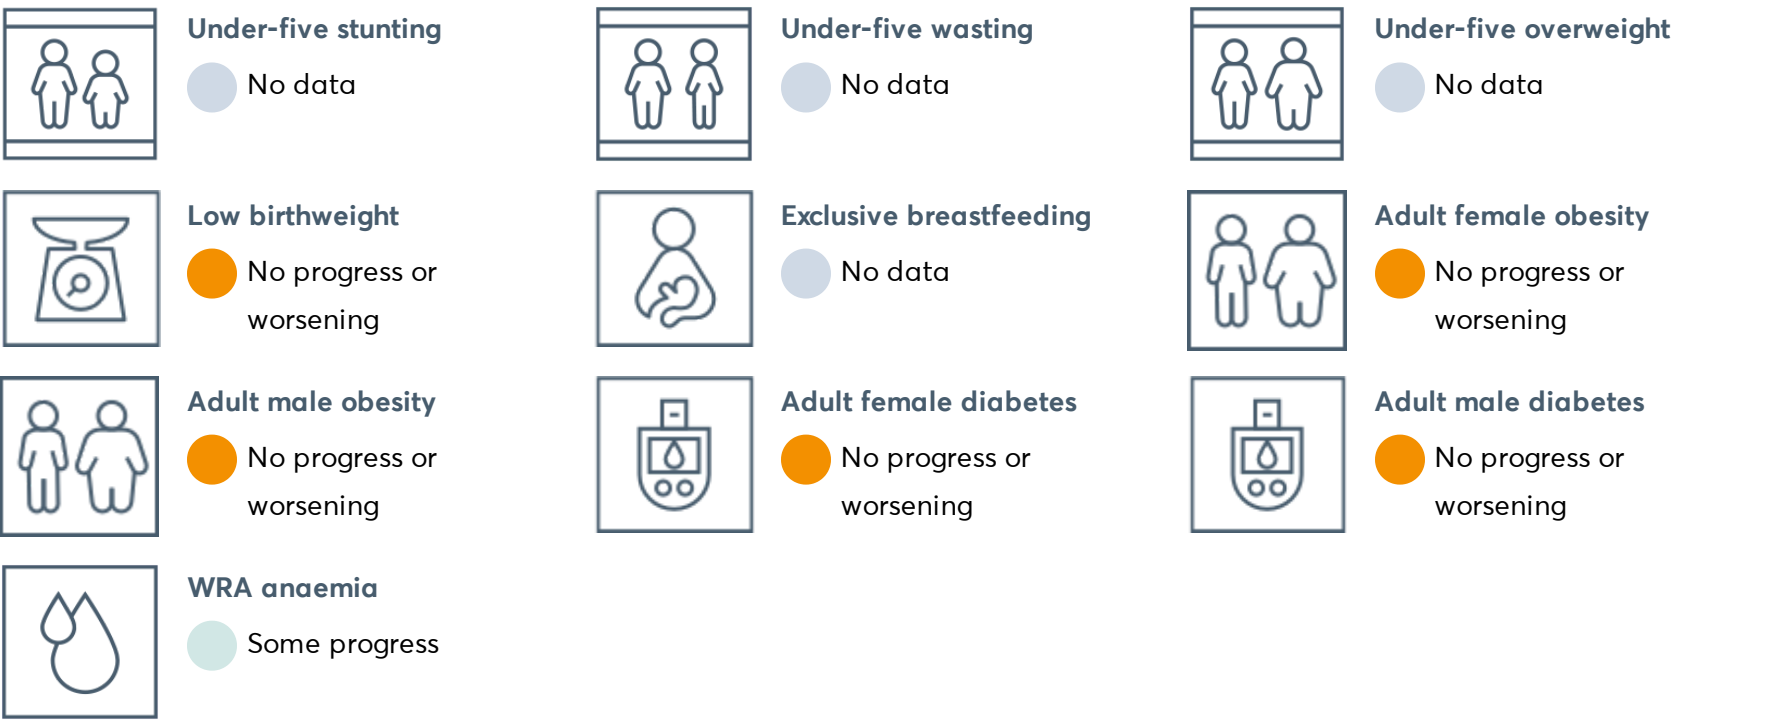 Under-five stunting
No data
Under-five wasting
No data
Under-five overweight
No data
Low birthweight
No progress or
worsening
Exclusive breastfeeding
No data
Adult female obesity
No progress or
worsening
Adult male obesity
No progress or
worsening
Adult female diabetes
No progress or
worsening
Adult male diabetes
No progress or
worsening
WRA anaemia
Some progress